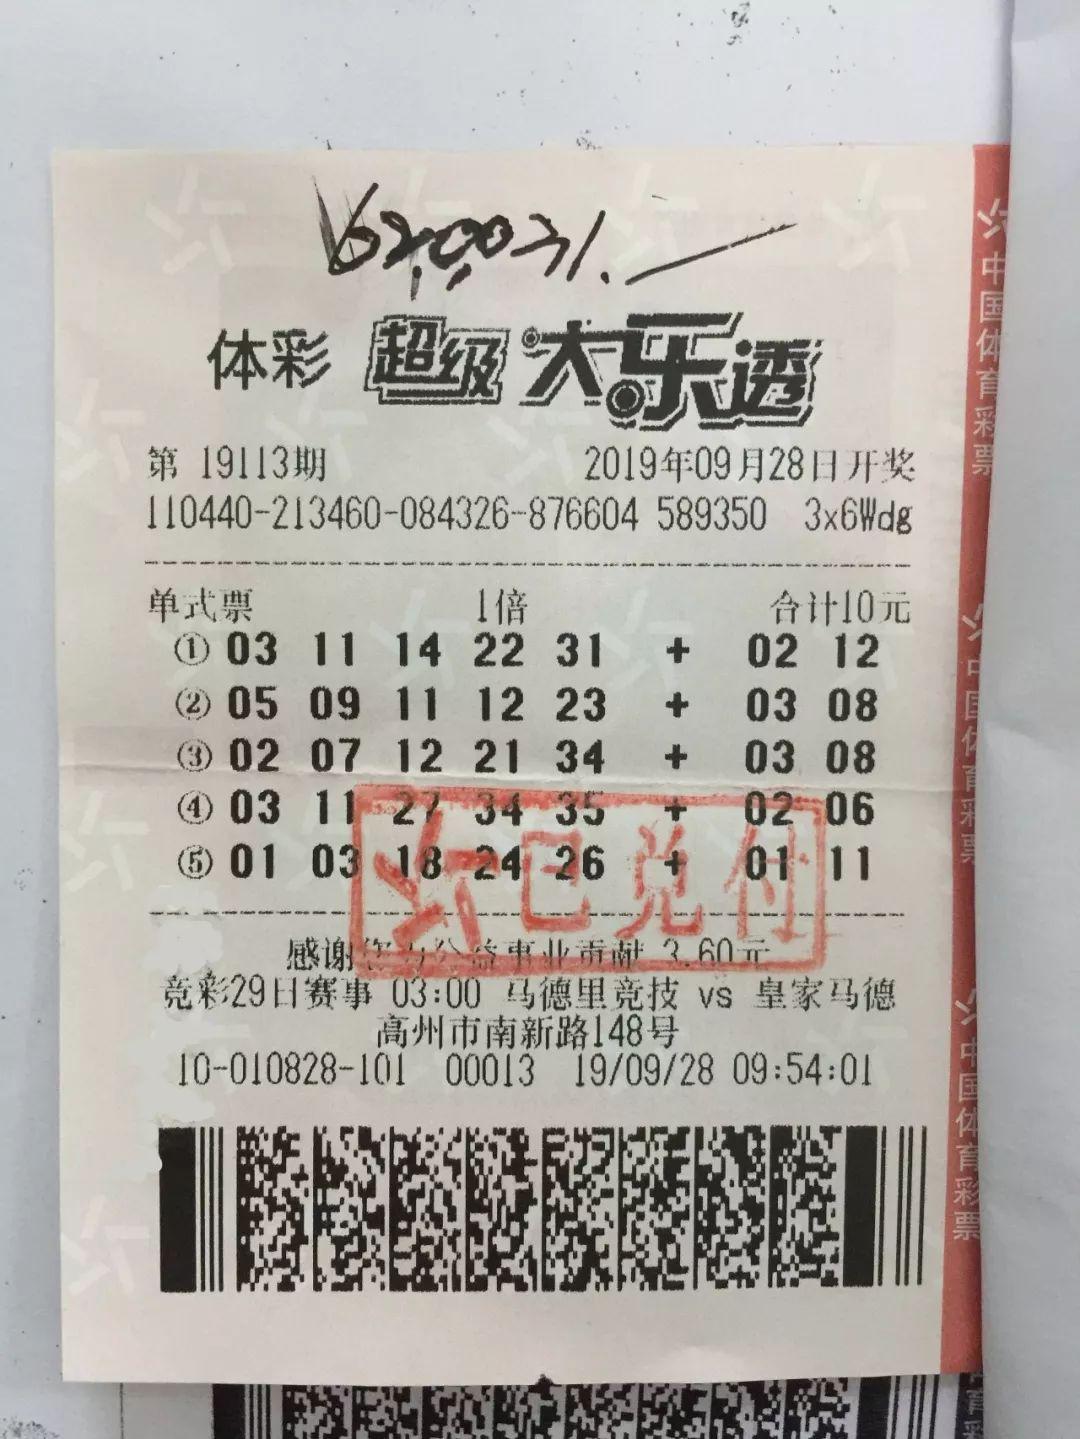 体彩 超级大乐透
第 19113期 2019年09月28日开奖
110440-213460-084326-876604 589350 3x6Wdg
单式票 1倍 合计10元
① 03 11 14 22 31 + 02 12
② 05 09 11 12 23 + 03 08
③ 02 07 12 21 34 + 03 08
④ 03 11 27 34 35 + 02 06
⑤ 01 03 18 24 26 + 01 11
已兑付
感谢您为公益事业贡献 3.60元
竞彩29日赛事 03:00 马德里竞技 vs 皇家马德
高州市南新路148号
10-010828-101 00013 19/09/28 09:54:01
中国体育彩票
中国体育彩票
中国体育彩票